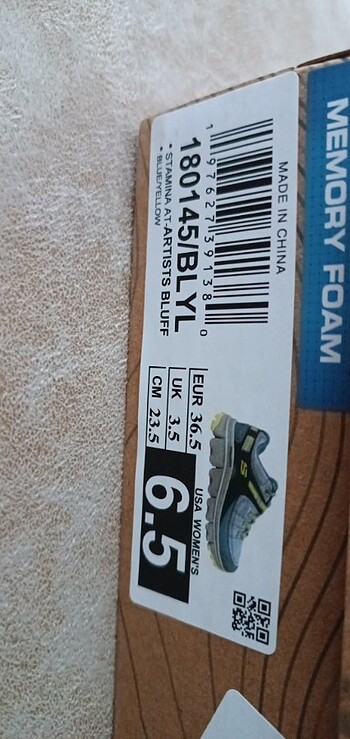 MEMORY FOAM
MADE IN CHINA
1 97627 39138 0
180145/BLYL
• STAMINA AT-ARTISTS BLUFF
• BLUE/YELLOW
EUR 36.5
UK 3.5
CM 23.5
USA WOMEN'S
6.5
S